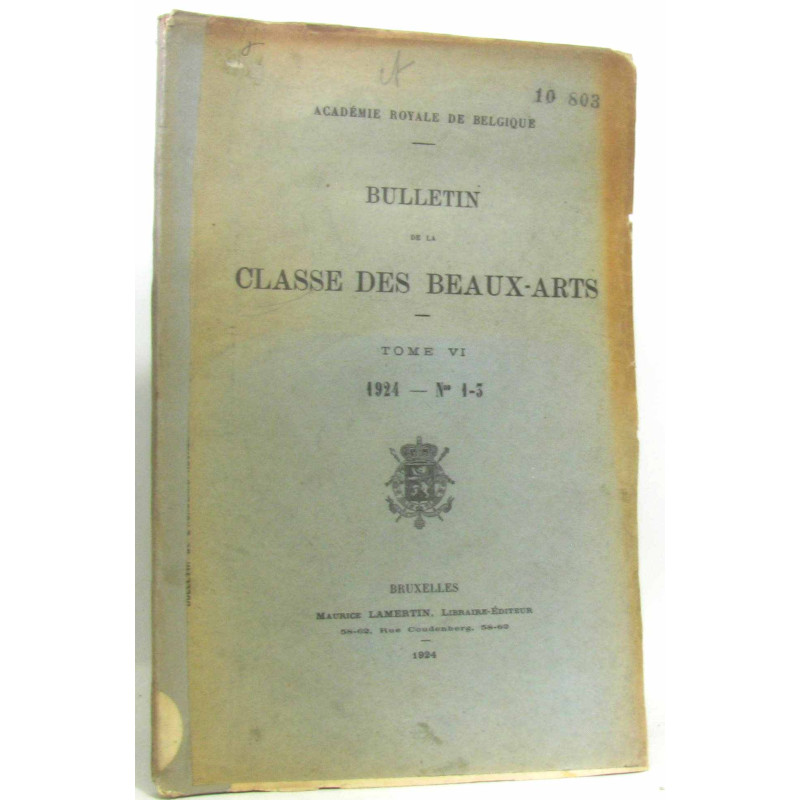 10 803
ACADÉMIE ROYALE DE BELGIQUE
BULLETIN
DE LA
CLASSE DES BEAUX-ARTS
TOME VI
1924 — Nos 1-3
BRUXELLES
MAURICE LAMERTIN, LIBRAIRE-ÉDITEUR
58-62, Rue Coudenberg, 58-62
1924